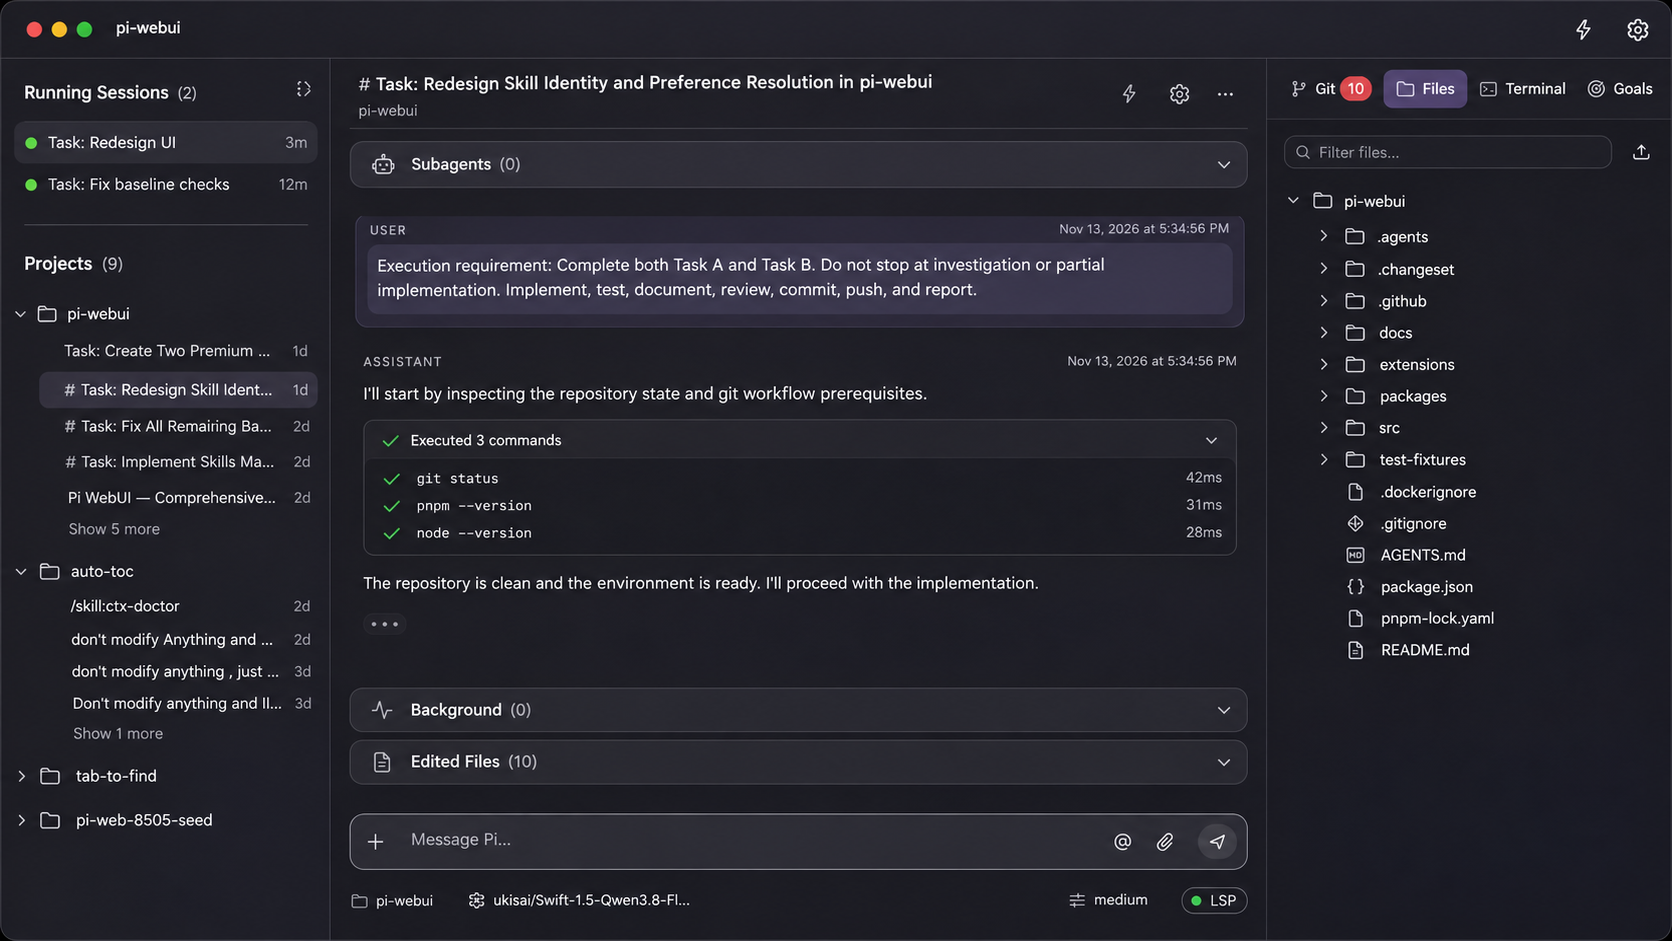 pi-webui
Running Sessions (2)
Task: Redesign UI 3m
Task: Fix baseline checks 12m
Projects (9)
pi-webui
Task: Create Two Premium ... 1d
# Task: Redesign Skill Ident... 1d
# Task: Fix All Remairing Ba... 2d
# Task: Implement Skills Ma... 2d
Pi WebUI — Comprehensive... 2d
Show 5 more
auto-toc
/skill:ctx-doctor 2d
don't modify Anything and ... 2d
don't modify anything , just ... 3d
Don't modify anything and Il... 3d
Show 1 more
tab-to-find
pi-web-8505-seed
# Task: Redesign Skill Identity and Preference Resolution in pi-webui
pi-webui
Subagents (0)
USER Nov 13, 2026 at 5:34:56 PM
Execution requirement: Complete both Task A and Task B. Do not stop at investigation or partial
implementation. Implement, test, document, review, commit, push, and report.
ASSISTANT Nov 13, 2026 at 5:34:56 PM
I'll start by inspecting the repository state and git workflow prerequisites.
Executed 3 commands
git status 42ms
pnpm --version 31ms
node --version 28ms
The repository is clean and the environment is ready. I'll proceed with the implementation.
Background (0)
Edited Files (10)
Message Pi...
pi-webui ukisai/Swift-1.5-Qwen3.8-Fl... medium LSP
Git 10 Files Terminal Goals
Filter files...
pi-webui
.agents
.changeset
.github
docs
extensions
packages
src
test-fixtures
.dockerignore
.gitignore
AGENTS.md
package.json
pnpm-lock.yaml
README.md